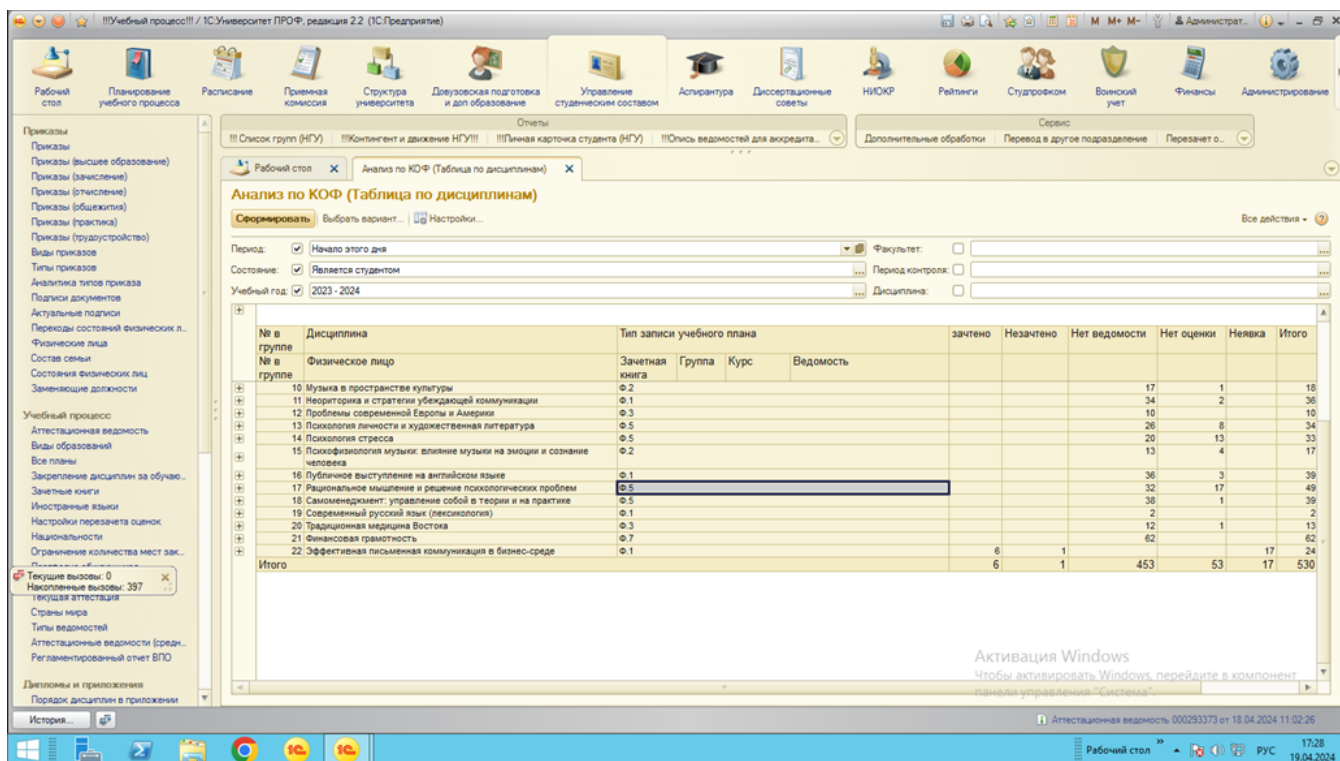 !!!Учебный процесс!!! / 1С:Университет ПРОФ, редакция 2.2 (1С:Предприятие)
M M+ M- Администрат...
Рабочий стол
Планирование учебного процесса
Расписание
Приемная комиссия
Структура университета
Довузовская подготовка и доп образование
Управление студенческим составом
Аспирантура
Диссертационные советы
НИОКР
Рейтинги
Студпрофком
Воинский учет
Финансы
Администрирование
Отчеты
!!! Список групп (НГУ) !!!Контингент и движение НГУ!!! !!!Личная карточка студента (НГУ) !!!Опись ведомостей для аккредита...
Сервис
Дополнительные обработки Перевод в другое подразделение Перезачет о...
Приказы
Приказы
Приказы (высшее образование)
Приказы (зачисление)
Приказы (отчисление)
Приказы (общежития)
Приказы (практика)
Приказы (трудоустройство)
Виды приказов
Типы приказов
Аналитика типов приказа
Подписи документов
Актуальные подписи
Переходы состояний физических л...
Физические лица
Состав семьи
Состояния физических лиц
Заменяющие должности
Учебный процесс
Аттестационная ведомость
Виды образований
Все планы
Закрепление дисциплин за обучаю...
Зачетные книги
Иностранные языки
Настройки перезачета оценок
Национальности
Ограничение количества мест зак...
Текущие вызовы: 0
Накопленные вызовы: 397
Текущая аттестация
Страны мира
Типы ведомостей
Аттестационные ведомости (средн...
Регламентированный отчет ВПО
Дипломы и приложения
Порядок дисциплин в приложении
Рабочий стол Анализ по КОФ (Таблица по дисциплинам)
Анализ по КОФ (Таблица по дисциплинам)
Сформировать Выбрать вариант... Настройки... Все действия
Период: Начало этого дня Факультет:
Состояние: Является студентом Период контроля:
Учебный год: 2023 - 2024 Дисциплина:
№ в группе Дисциплина Тип записи учебного плана зачтено Незачтено Нет ведомости Нет оценки Неявка Итого
№ в группе Физическое лицо Зачетная книга Группа Курс Ведомость
10 Музыка в пространстве культуры Ф.2 17 1 18
11 Неориторика и стратегии убеждающей коммуникации Ф.1 34 2 36
12 Проблемы современной Европы и Америки Ф.3 10 10
13 Психология личности и художественная литература Ф.5 26 8 34
14 Психология стресса Ф.5 20 13 33
15 Психофизиология музыки: влияние музыки на эмоции и сознание человека Ф.2 13 4 17
16 Публичное выступление на английском языке Ф.1 36 3 39
17 Рациональное мышление и решение психологических проблем Ф.5 32 17 49
18 Самоменеджмент: управление собой в теории и на практике Ф.5 38 1 39
19 Современный русский язык (лексикология) Ф.1 2 2
20 Традиционная медицина Востока Ф.3 12 1 13
21 Финансовая грамотность Ф.7 62 62
22 Эффективная письменная коммуникация в бизнес-среде Ф.1 6 1 17 24
Итого 6 1 453 53 17 530
Активация Windows
Чтобы активировать Windows, перейдите в компонент
панели управления "Система".
История...
Аттестационная ведомость 000293373 от 18.04.2024 11:02:26
Рабочий стол РУС 17:28
19.04.2024